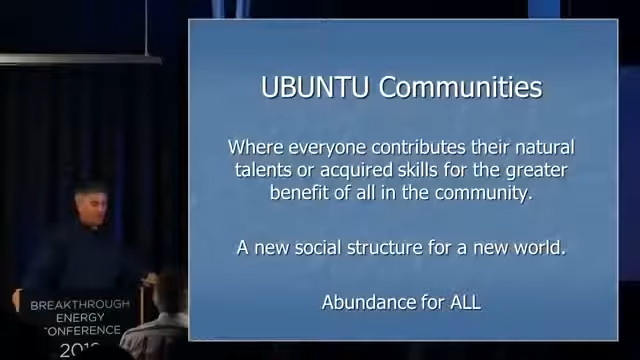 UBUNTU Communities
Where everyone contributes their natural
talents or acquired skills for the greater
benefit of all in the community.
A new social structure for a new world.
Abundance for ALL
BREAKTHROUGH
ENERGY
CONFERENCE